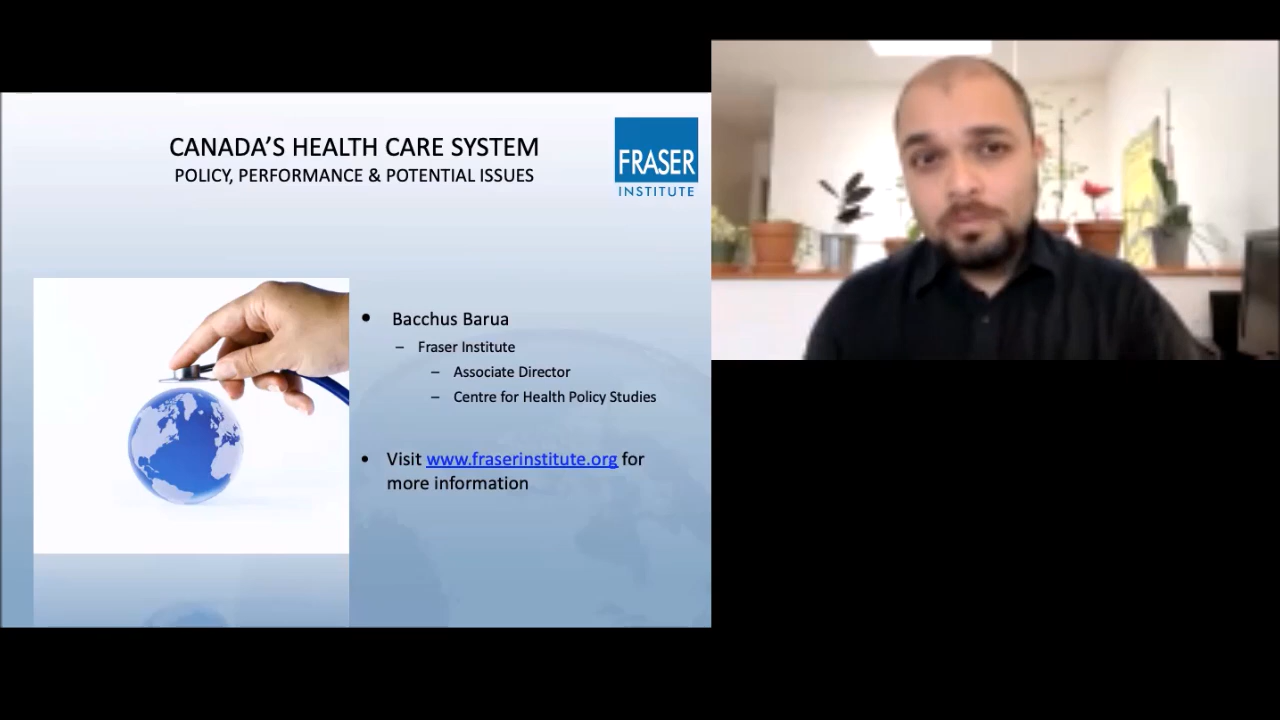 CANADA’S HEALTH CARE SYSTEM
POLICY, PERFORMANCE & POTENTIAL ISSUES
FRASER
INSTITUTE
• Bacchus Barua
– Fraser Institute
– Associate Director
– Centre for Health Policy Studies
• Visit www.fraserinstitute.org for
more information